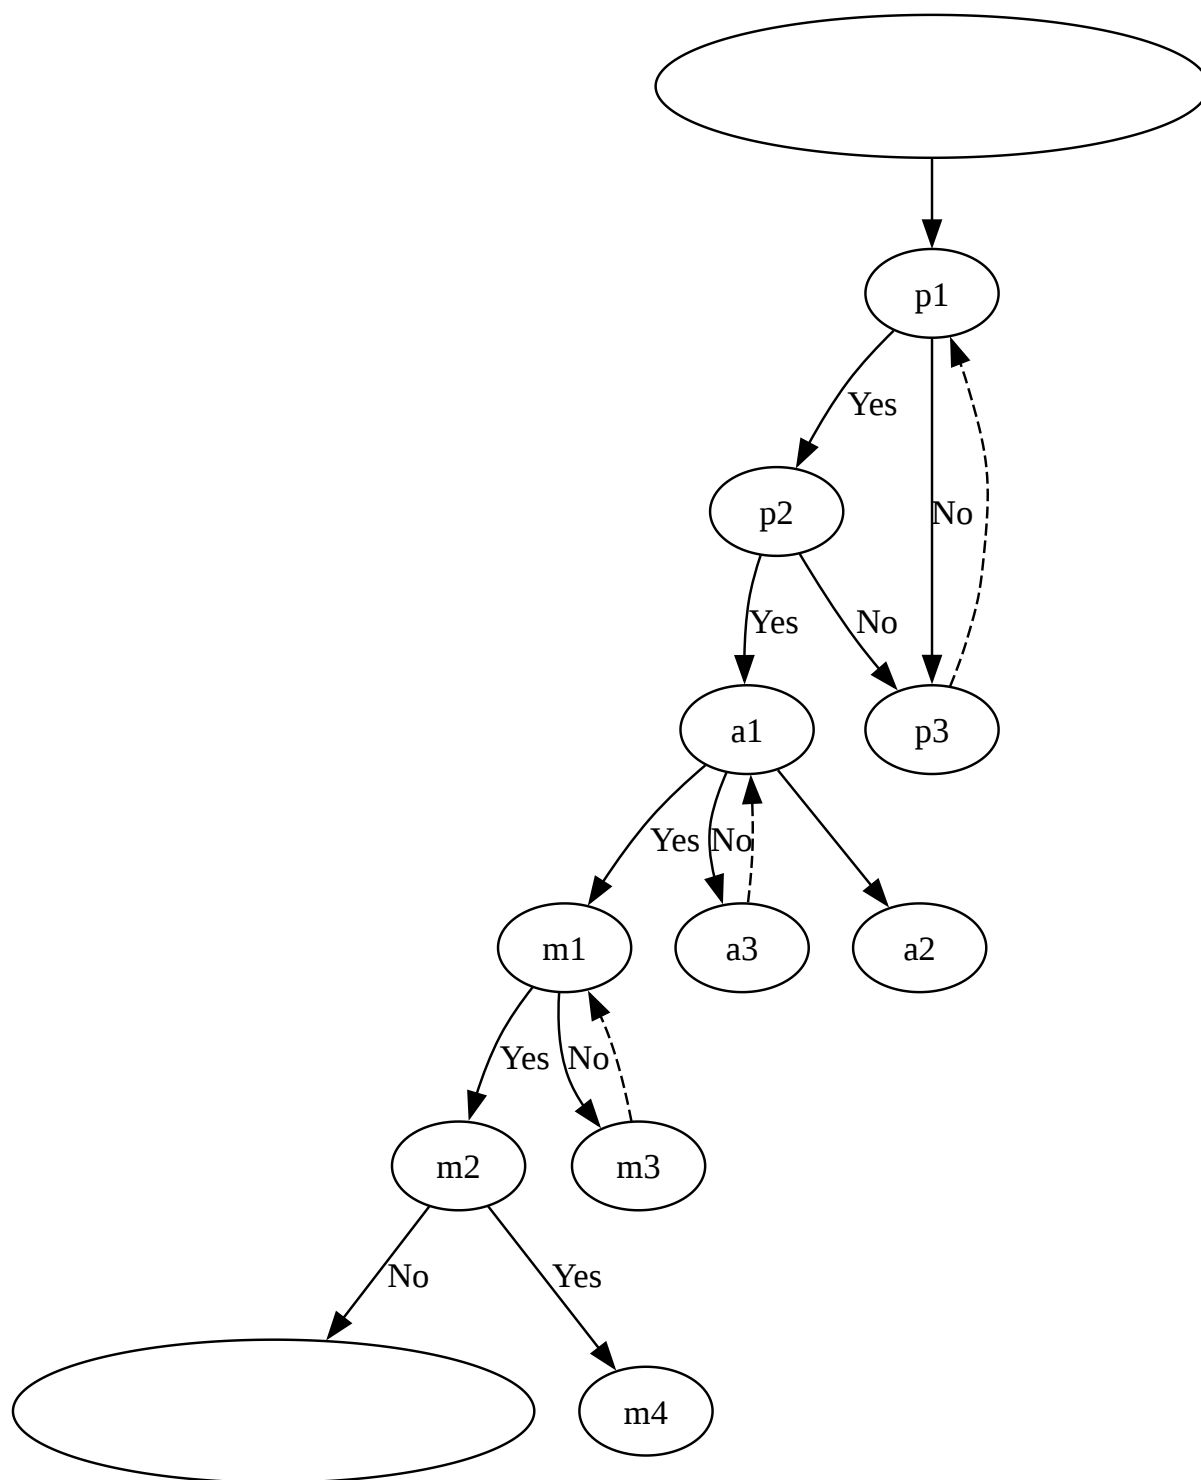 p1
Yes
p2
No
Yes
No
a1
p3
Yes
No
m1
a3
a2
Yes
No
m2
m3
No
Yes
m4